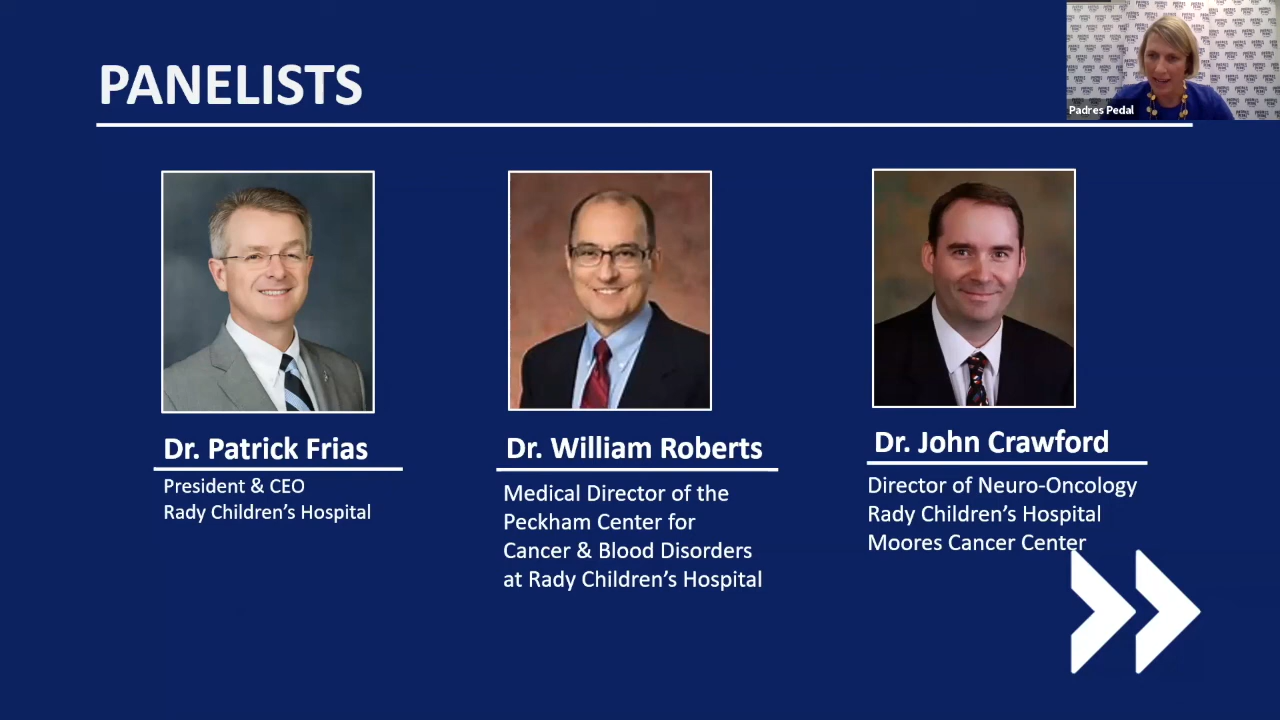 PANELISTS
Padres Pedal
Dr. Patrick Frias
President & CEO
Rady Children’s Hospital
Dr. William Roberts
Medical Director of the
Peckham Center for
Cancer & Blood Disorders
at Rady Children’s Hospital
Dr. John Crawford
Director of Neuro-Oncology
Rady Children’s Hospital
Moores Cancer Center